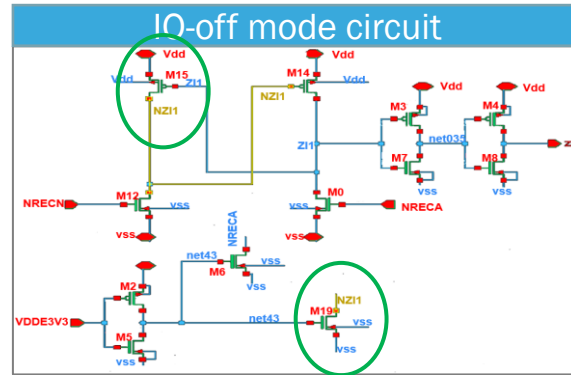 IO-off mode circuit
Vdd Vdd
Vdd M15 ZI1 M14 Vdd
NZI1 NZI1
Vdd Vdd
M3 M4
ZI1 net035 z
M7 M8
vss vss
NRECN M12 vss vss M0 NRECA
vss vss
NRECA
net43 vss
M6 vss
NZI1
M2
VDDE3V3 net43 M19 vss
M5
vss vss